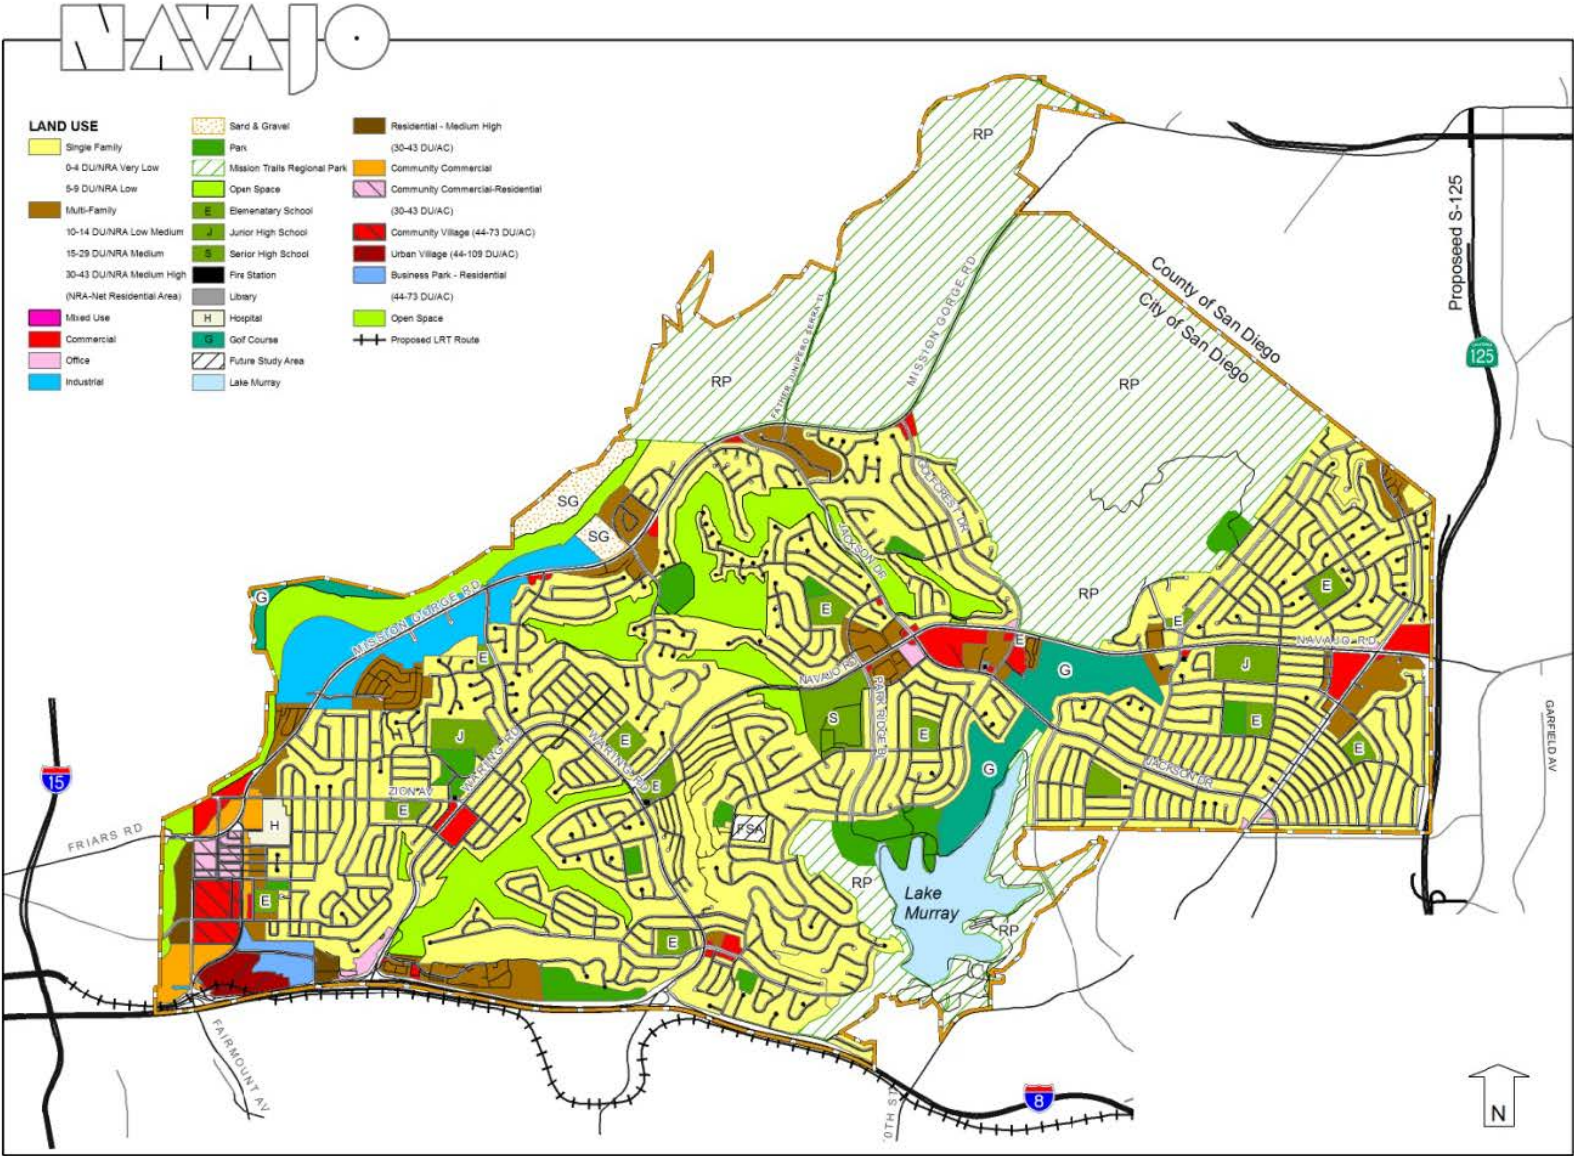 NAVAJO
LAND USE
Single Family
0-4 DU/NRA Very Low
5-9 DU/NRA Low
Multi-Family
10-14 DU/NRA Low Medium
15-29 DU/NRA Medium
30-43 DU/NRA Medium High
(NRA-Net Residential Area)
Mixed Use
Commercial
Office
Industrial
Sand & Gravel
Park
Mission Trails Regional Park
Open Space
E Elemenatary School
J Junior High School
S Senior High School
Fire Station
Library
H Hospital
G Golf Course
Future Study Area
Lake Murray
Residential - Medium High
(30-43 DU/AC)
Community Commercial
Community Commercial-Residential
(30-43 DU/AC)
Community Village (44-73 DU/AC)
Urban Village (44-109 DU/AC)
Business Park - Residential
(44-73 DU/AC)
Open Space
Proposed LRT Route
RP
Proposed S-125
County of San Diego
City of San Diego
125
MISSION GORGE RD
FATHER JUNIPERO SERRA TL
RP
RP
GOLFCREST DR
SG
SG
JACKSON DR
G
MISSION GORGE RD
E
RP
E
E
E
NAVAJO RD
E
G
J
NAVAJO RD
PARK RIDGE BL
S
E
E
E
J
WARING RD
WARING RD
E
G
JACKSON DR
GARFIELD AV
15
ZION AV
E
E
FRIARS RD
H
FSA
RP
Lake
Murray
E
RP
E
FAIRMOUNT AV
8
0TH ST
N